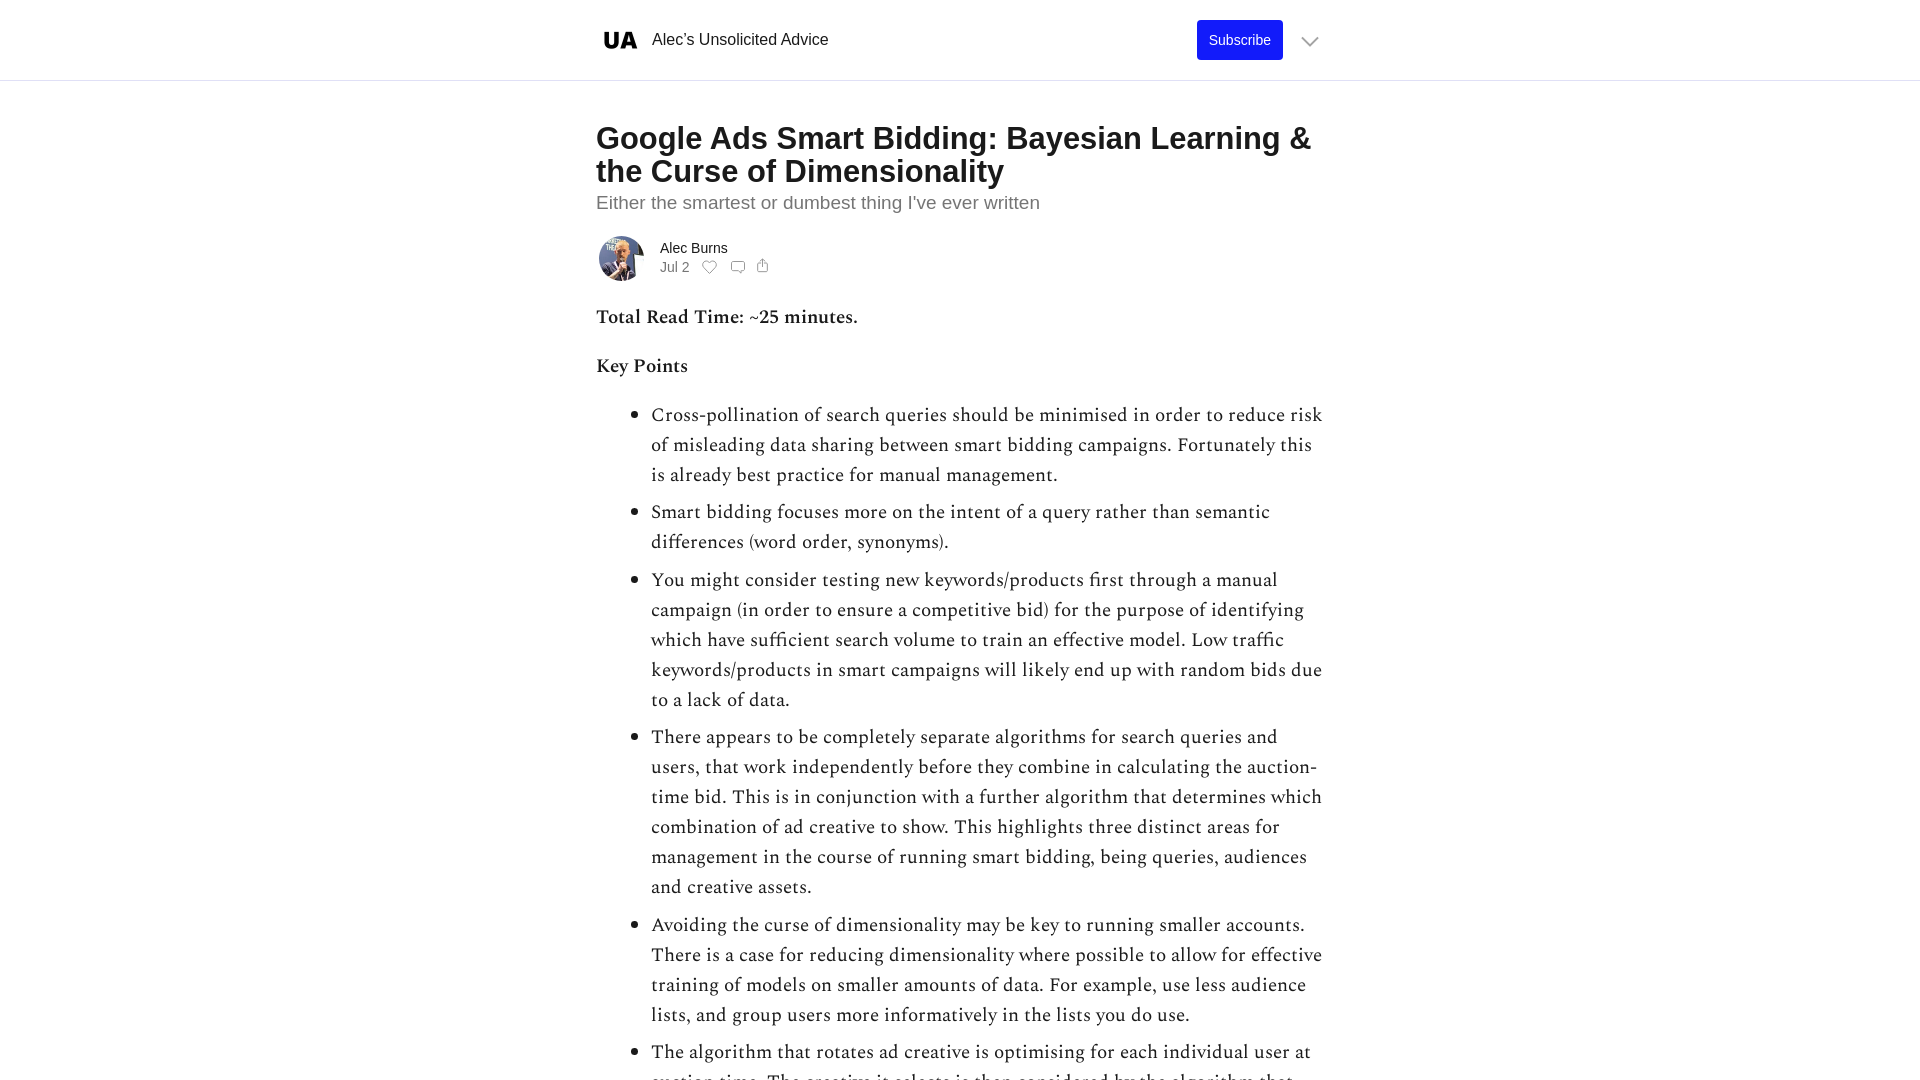 UA Alec’s Unsolicited Advice
Subscribe
Google Ads Smart Bidding: Bayesian Learning &
the Curse of Dimensionality
Either the smartest or dumbest thing I've ever written
Alec Burns
Jul 2
Total Read Time: ~25 minutes.
Key Points
Cross-pollination of search queries should be minimised in order to reduce risk
of misleading data sharing between smart bidding campaigns. Fortunately this
is already best practice for manual management.
Smart bidding focuses more on the intent of a query rather than semantic
differences (word order, synonyms).
You might consider testing new keywords/products first through a manual
campaign (in order to ensure a competitive bid) for the purpose of identifying
which have sufficient search volume to train an effective model. Low traffic
keywords/products in smart campaigns will likely end up with random bids due
to a lack of data.
There appears to be completely separate algorithms for search queries and
users, that work independently before they combine in calculating the auction-
time bid. This is in conjunction with a further algorithm that determines which
combination of ad creative to show. This highlights three distinct areas for
management in the course of running smart bidding, being queries, audiences
and creative assets.
Avoiding the curse of dimensionality may be key to running smaller accounts.
There is a case for reducing dimensionality where possible to allow for effective
training of models on smaller amounts of data. For example, use less audience
lists, and group users more informatively in the lists you do use.
The algorithm that rotates ad creative is optimising for each individual user at